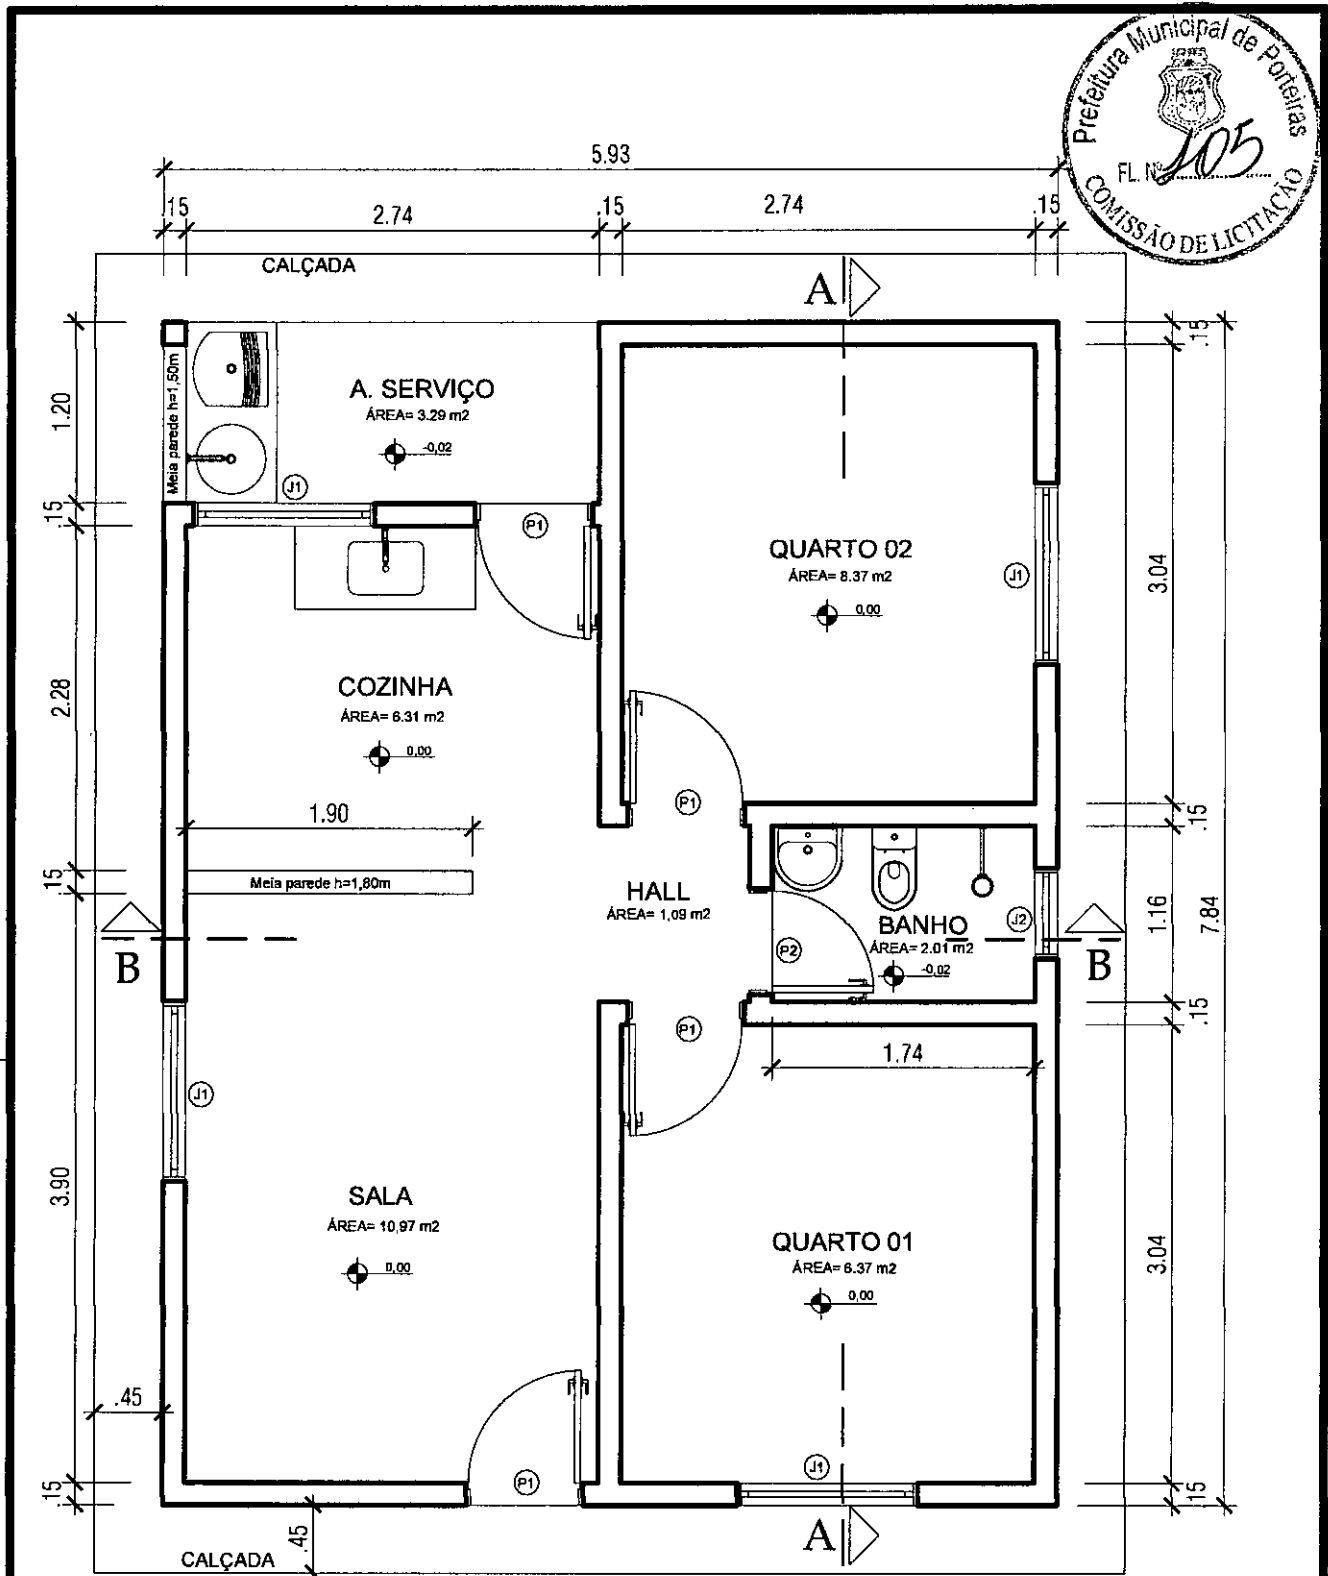 Prefeitura Municipal de Porteiras
FL. Nº 105
COMISSÃO DE LICITAÇÃO
5.93
.15
2.74
.15
2.74
.15
CALÇADA
A
.15
1.20
Meia parede h=1,50m
A. SERVIÇO
ÁREA= 3.29 m2
-0,02
J1
.15
P1
QUARTO 02
ÁREA= 8.37 m2
0,00
J1
3.04
2.28
COZINHA
ÁREA= 6.31 m2
0,00
P1
.15
1.90
.15
Meia parede h=1,80m
HALL
ÁREA= 1,09 m2
BANHO
ÁREA= 2.01 m2
-0,02
J2
P2
1.16
7.84
B
B
.15
P1
1.74
J1
3.90
SALA
ÁREA= 10,97 m2
0,00
QUARTO 01
ÁREA= 6.37 m2
0,00
3.04
.45
P1
J1
.15
.15
.45
A
CALÇADA